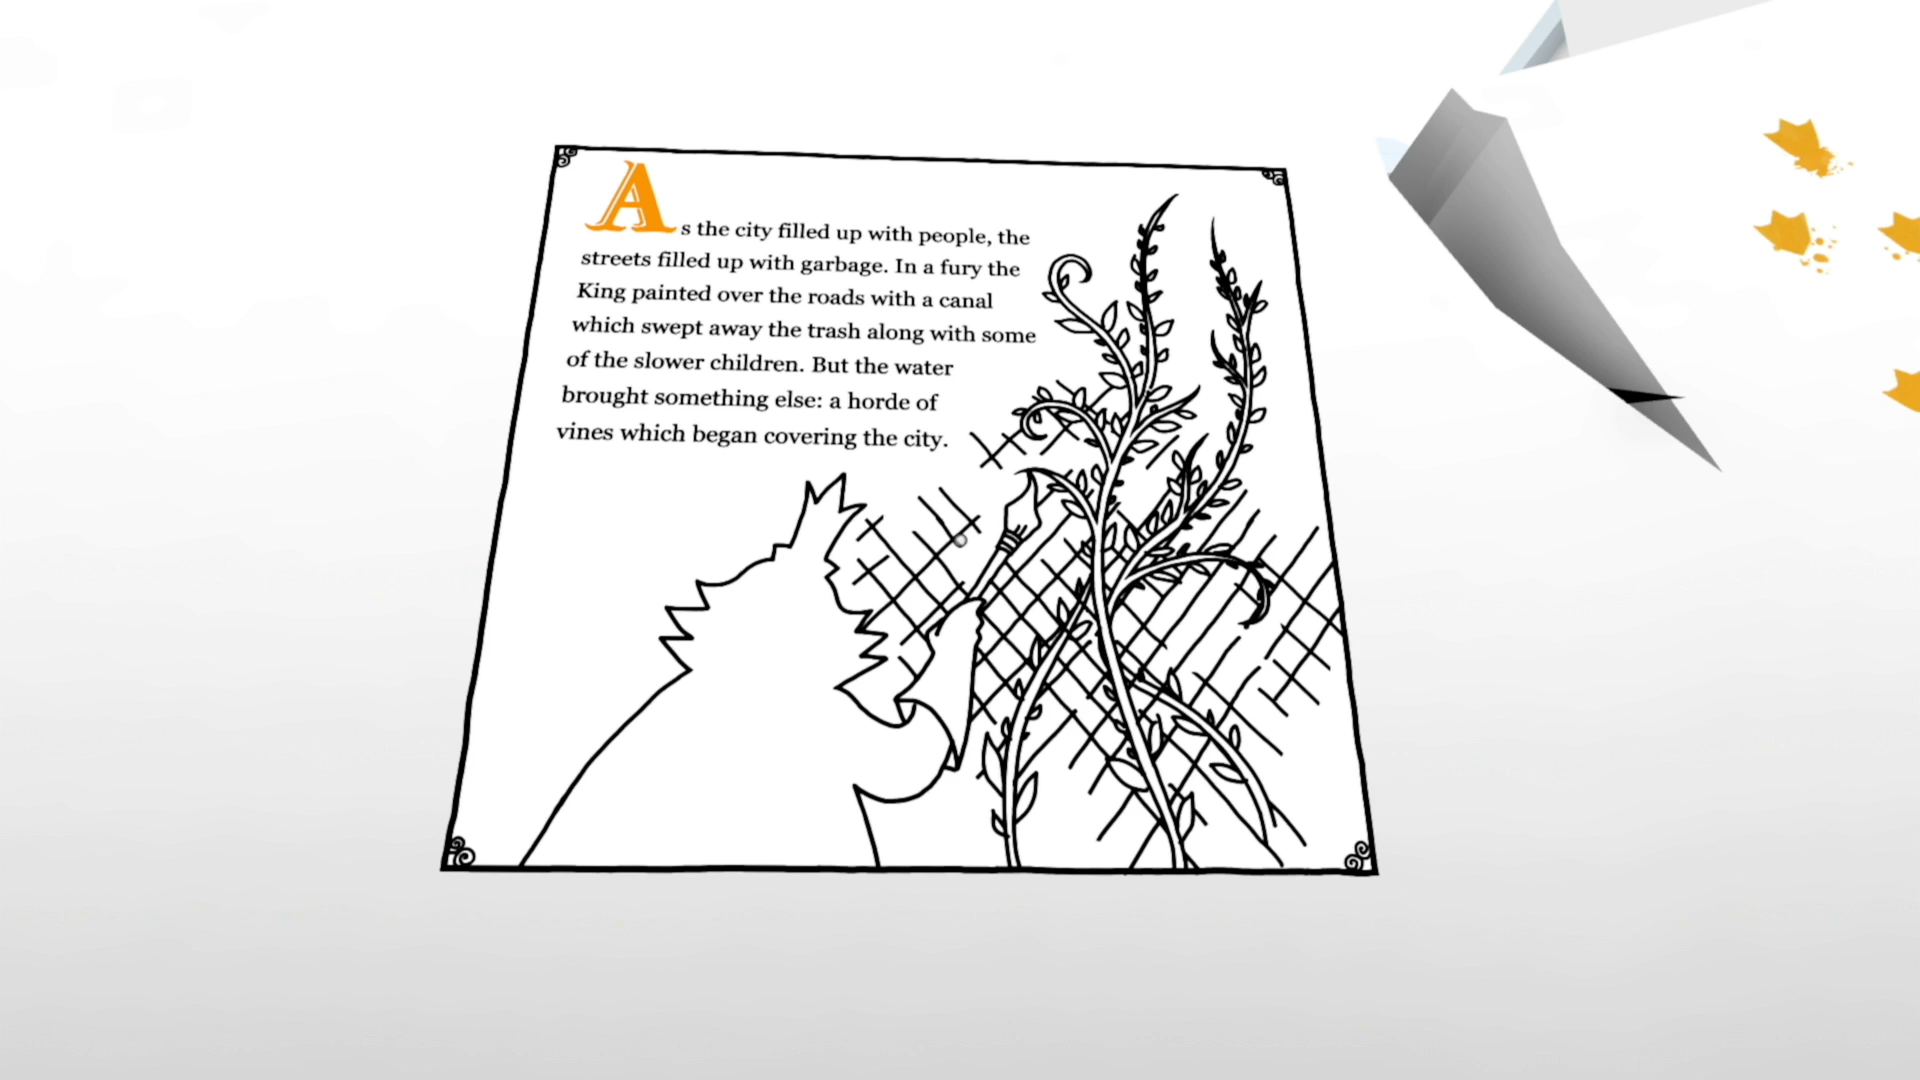 As the city filled up with people, the
streets filled up with garbage. In a fury the
King painted over the roads with a canal
which swept away the trash along with some
of the slower children. But the water
brought something else: a horde of
vines which began covering the city.